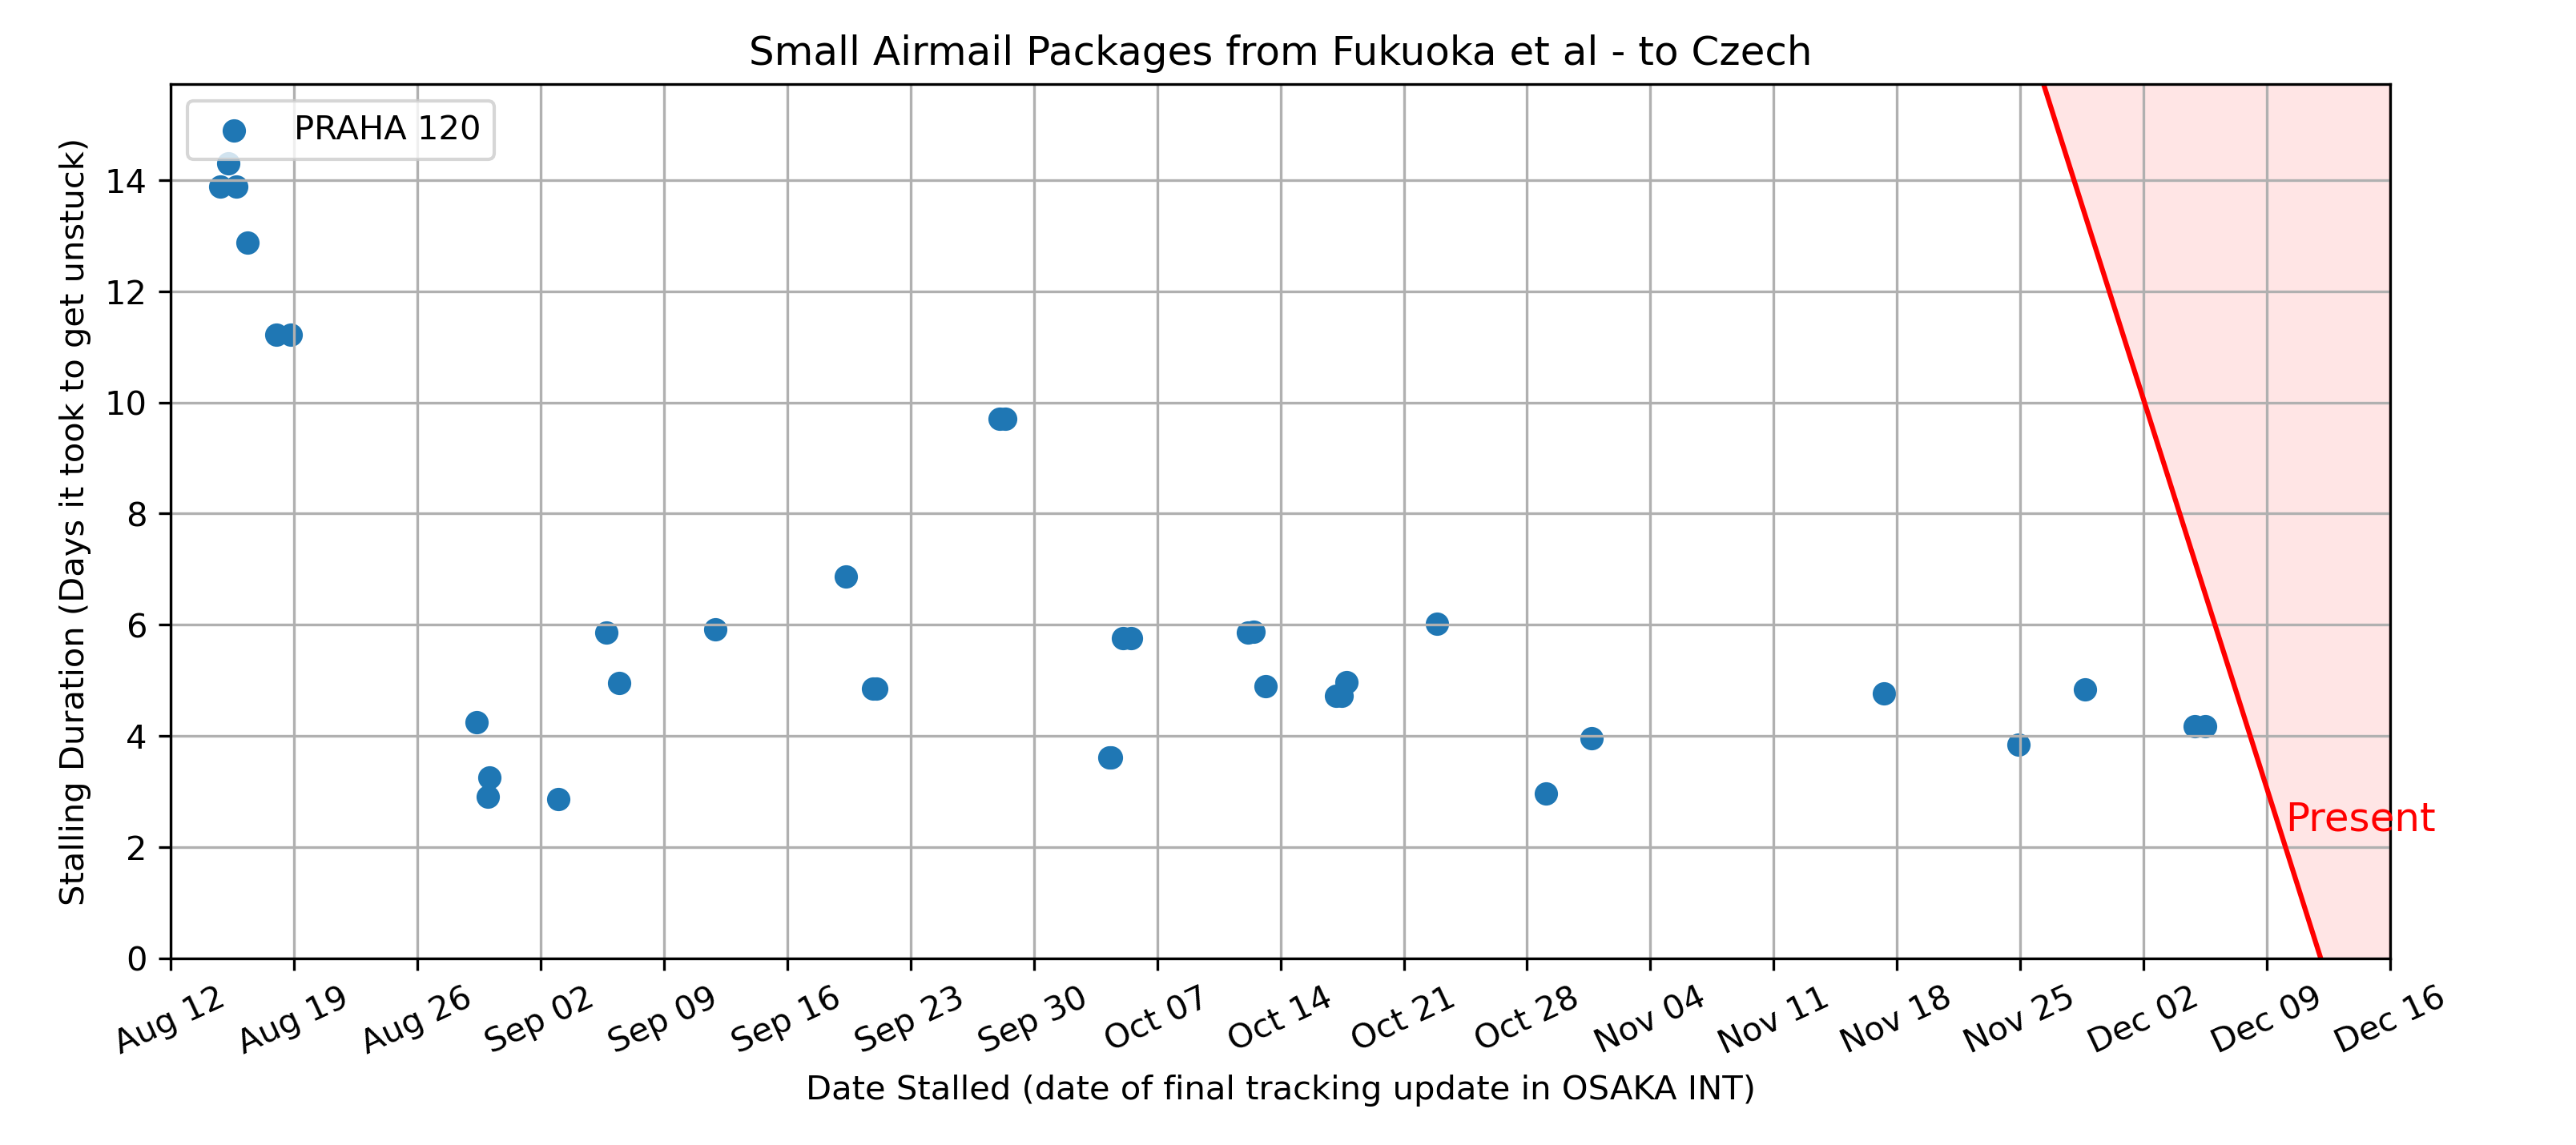 Small Airmail Packages from Fukuoka et al - to Czech
PRAHA 120
Stalling Duration (Days it took to get unstuck)
14
12
10
8
6
4
2
0
Present
Aug 12
Aug 19
Aug 26
Sep 02
Sep 09
Sep 16
Sep 23
Sep 30
Oct 07
Oct 14
Oct 21
Oct 28
Nov 04
Nov 11
Nov 18
Nov 25
Dec 02
Dec 09
Dec 16
Date Stalled (date of final tracking update in OSAKA INT)